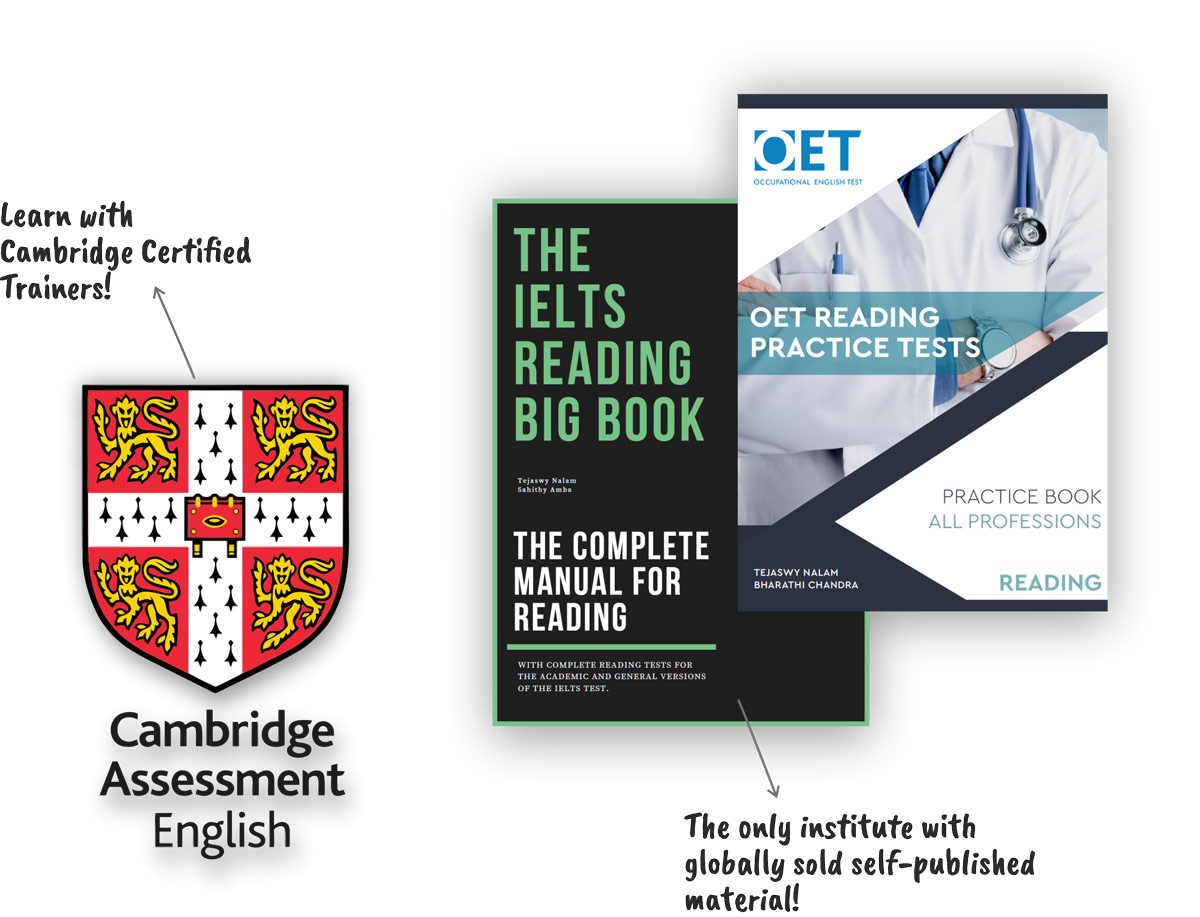 Learn with
Cambridge Certified
Trainers!
Cambridge
Assessment
English
THE
IELTS
READING
BIG BOOK
Tejaswy Nalam
Sahithy Amba
THE COMPLETE
MANUAL FOR
READING
WITH COMPLETE READING TESTS FOR
THE ACADEMIC AND GENERAL VERSIONS
OF THE IELTS TEST.
OET
OCCUPATIONAL ENGLISH TEST
OET READING
PRACTICE TESTS
PRACTICE BOOK
ALL PROFESSIONS
TEJASWY NALAM
BHARATHI CHANDRA
READING
The only institute with
globally sold self-published
material!